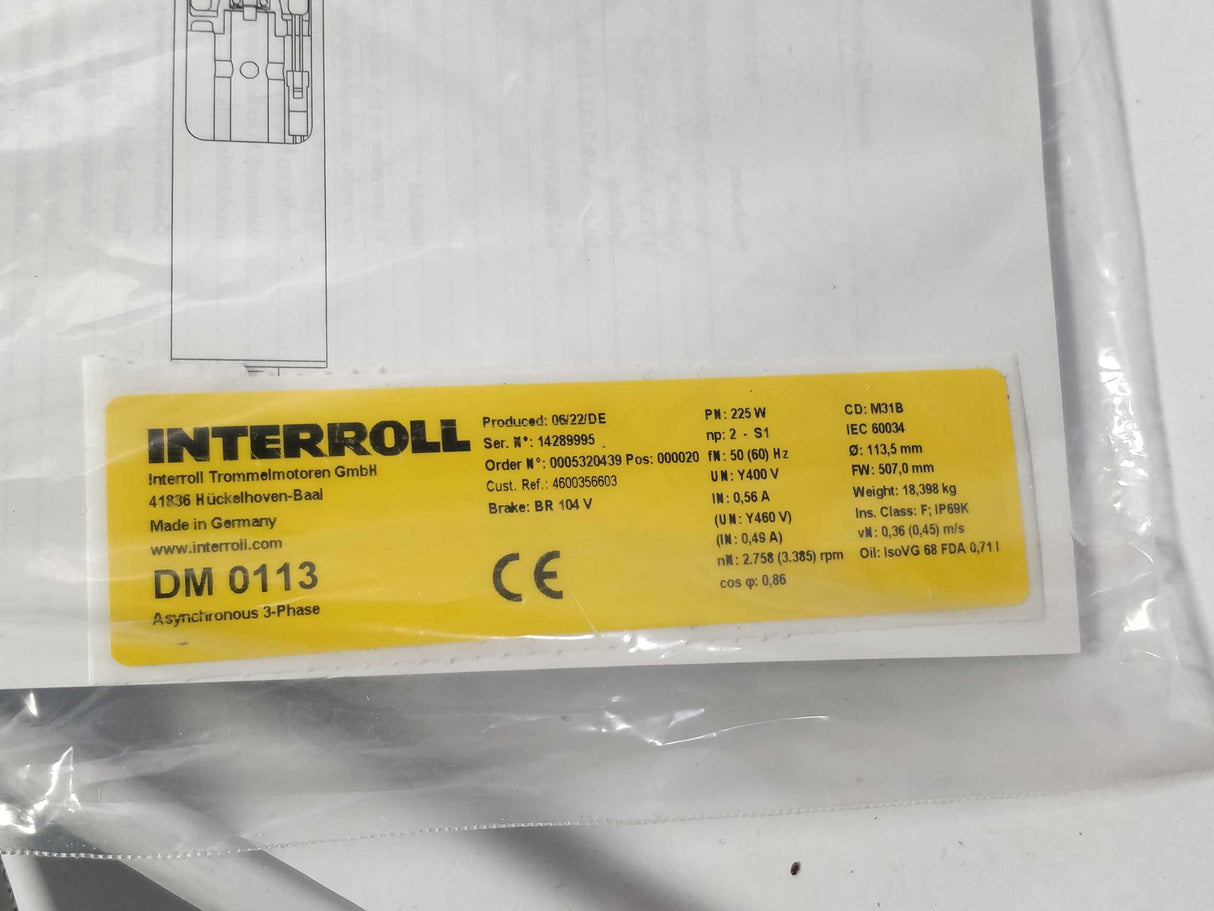 INTERROLL
Interroll Trommelmotoren GmbH
41836 Hückelhoven-Baal
Made in Germany
www.interroll.com
DM 0113
Asynchronous 3-Phase
Produced: 06/22/DE
Ser. N°: 14289995
Order N°: 0005320439 Pos: 000020
Cust. Ref.: 4600356603
Brake: BR 104 V
CE
PN: 225 W
np: 2 - S1
fN: 50 (60) Hz
UN: Y400 V
IN: 0,56 A
(UN: Y460 V)
(IN: 0,49 A)
nN: 2.758 (3.385) rpm
cos φ: 0,86
CD: M31B
IEC 60034
Ø: 113,5 mm
FW: 507,0 mm
Weight: 18,398 kg
Ins. Class: F; IP69K
vN: 0,36 (0,45) m/s
Oil: IsoVG 68 FDA 0,71 l